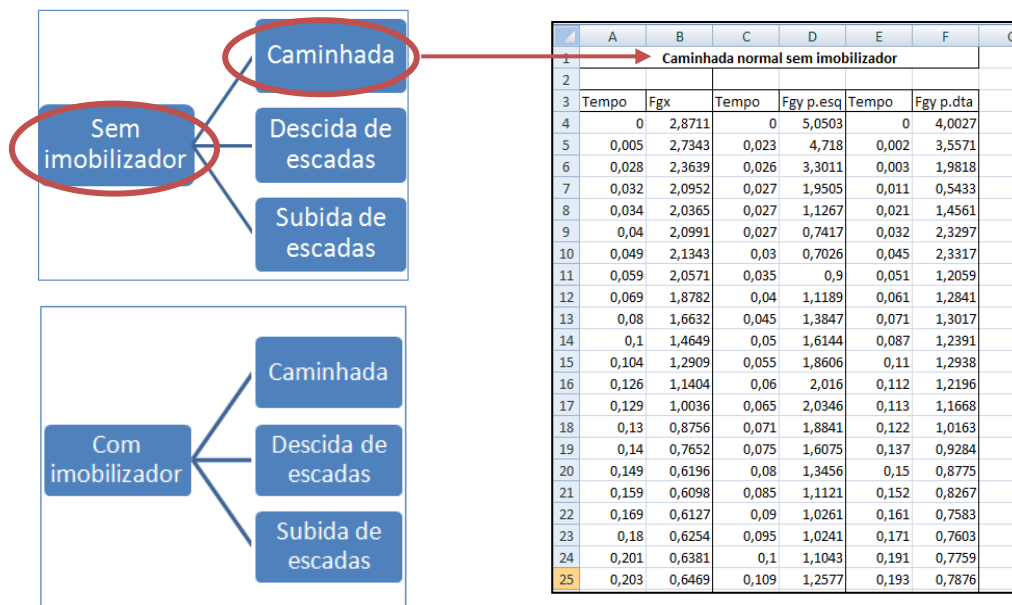 Sem
imobilizador
Caminhada
Descida de
escadas
Subida de
escadas
Com
imobilizador
Caminhada
Descida de
escadas
Subida de
escadas
A B C D E F
1 Caminhada normal sem imobilizador
2
3 Tempo Fgx Tempo Fgy p.esq Tempo Fgy p.dta
4 0 2,8711 0 5,0503 0 4,0027
5 0,005 2,7343 0,023 4,718 0,002 3,5571
6 0,028 2,3639 0,026 3,3011 0,003 1,9818
7 0,032 2,0952 0,027 1,9505 0,011 0,5433
8 0,034 2,0365 0,027 1,1267 0,021 1,4561
9 0,04 2,0991 0,027 0,7417 0,032 2,3297
10 0,049 2,1343 0,03 0,7026 0,045 2,3317
11 0,059 2,0571 0,035 0,9 0,051 1,2059
12 0,069 1,8782 0,04 1,1189 0,061 1,2841
13 0,08 1,6632 0,045 1,3847 0,071 1,3017
14 0,1 1,4649 0,05 1,6144 0,087 1,2391
15 0,104 1,2909 0,055 1,8606 0,11 1,2938
16 0,126 1,1404 0,06 2,016 0,112 1,2196
17 0,129 1,0036 0,065 2,0346 0,113 1,1668
18 0,13 0,8756 0,071 1,8841 0,122 1,0163
19 0,14 0,7652 0,075 1,6075 0,137 0,9284
20 0,149 0,6196 0,08 1,3456 0,15 0,8775
21 0,159 0,6098 0,085 1,1121 0,152 0,8267
22 0,169 0,6127 0,09 1,0261 0,161 0,7583
23 0,18 0,6254 0,095 1,0241 0,171 0,7603
24 0,201 0,6381 0,1 1,1043 0,191 0,7759
25 0,203 0,6469 0,109 1,2577 0,193 0,7876